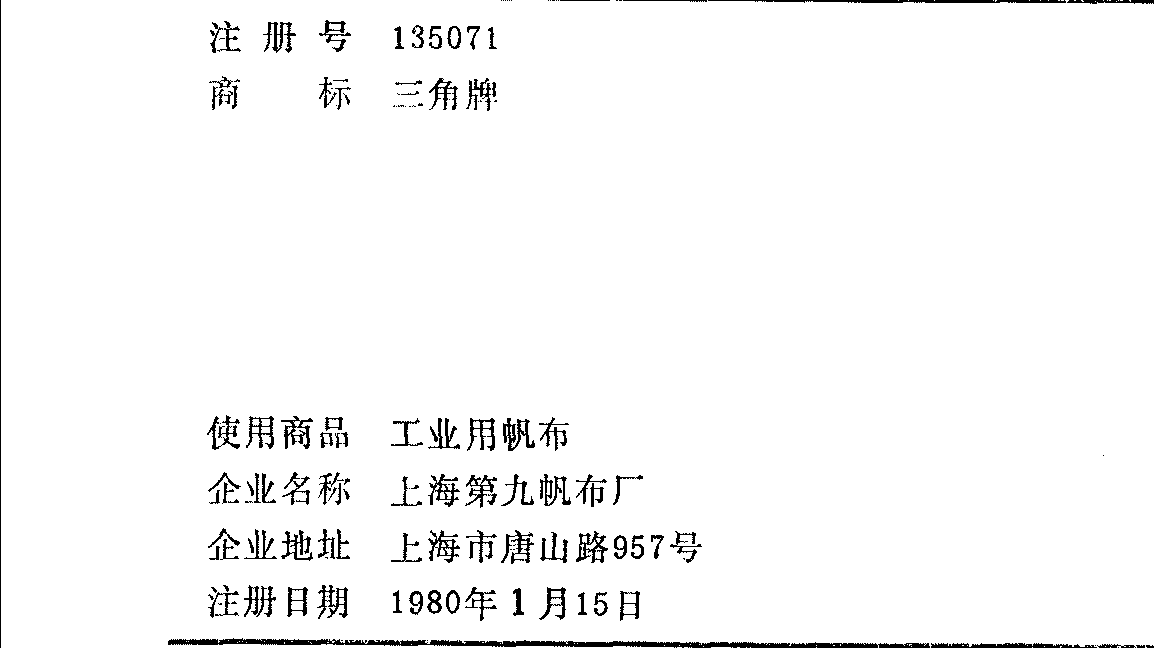 注册号 135071
商标 三角牌
使用商品 工业用帆布
企业名称 上海第九帆布厂
企业地址 上海市唐山路957号
注册日期 1980年1月15日